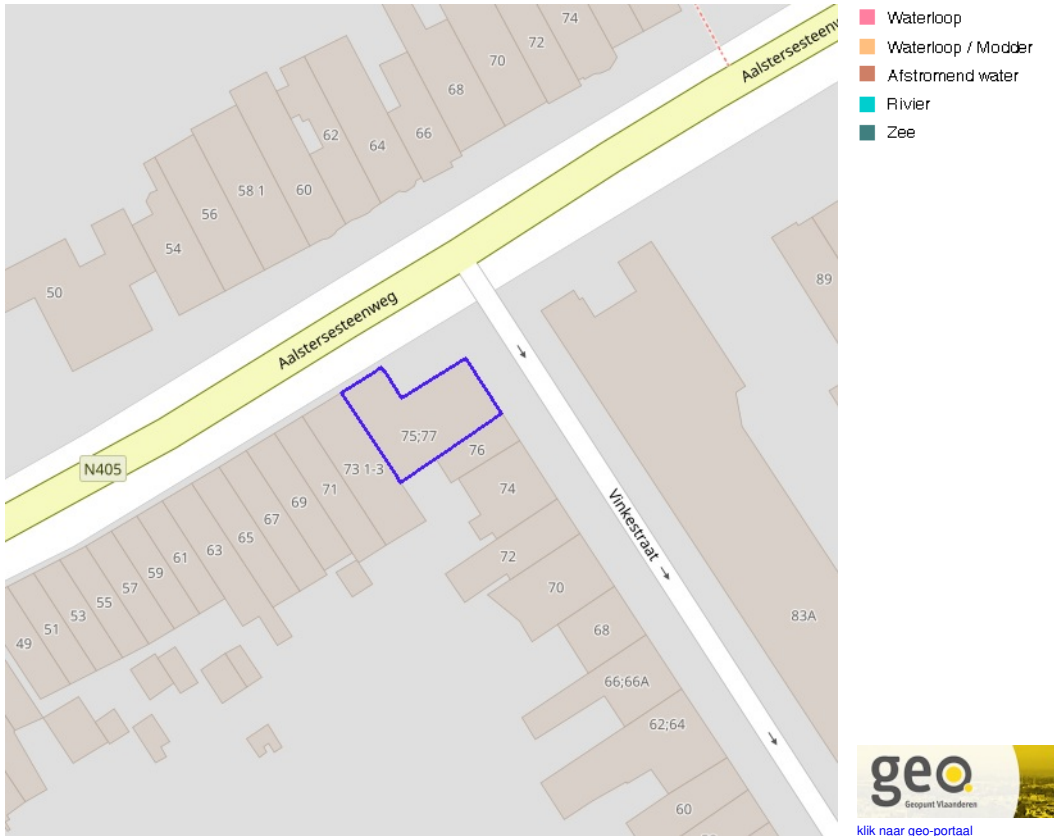 74
72
70
68
Aalstersesteenw
62
66
64
58 1
60
56
54
50
89
Aalstersesteenweg
75;77
76
N405
73 1-3
71
69
67
65
63
61
59
57
55
53
51
49
74
72
70
68
Vinkestraat
83A
66;66A
62;64
60
Waterloop
Waterloop / Modder
Afstromend water
Rivier
Zee
geo.
Geopunt Vlaanderen
klik naar geo-portaal